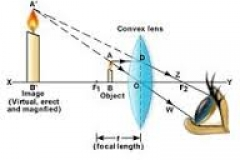 A'
Convex lens
A
D
Z
X
B'
F₁
B
O
F₂
Y
Image
(Virtual, erect
and magnified)
Object
W
f
(focal length)